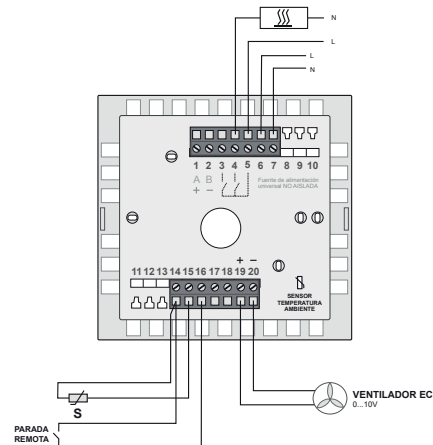 N
L
L
N
1 2 3 4 5 6 7 8 9 10
A B
+ −
Fuente de alimentación
universal NO AISLADA
+ −
11 12 13 14 15 16 17 18 19 20
SENSOR
TEMPERATURA
AMBIENTE
S
VENTILADOR EC
0...10V
PARADA
REMOTA